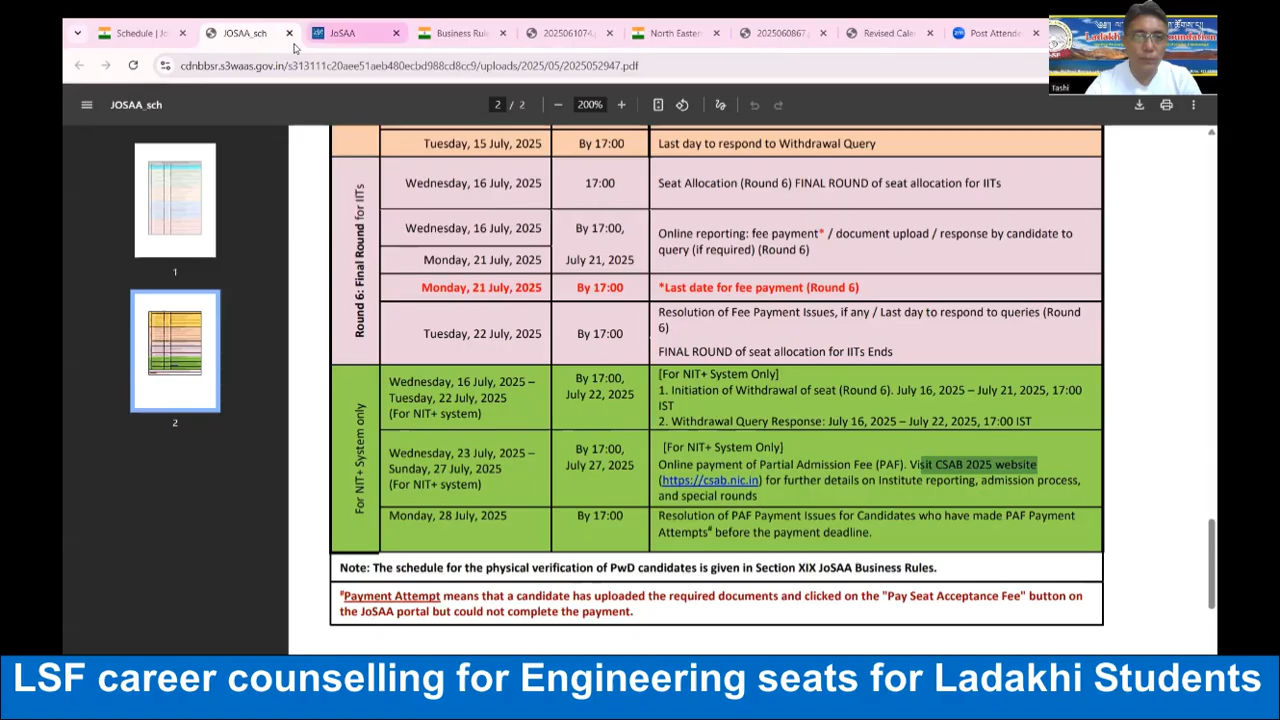 Schedule | Jo
JOSAA_sch
JoSAA
Business Rul
2025061074.
North Eastern
2025060867.
Revised Cale
Post Attende
cdnbbsr.s3waas.gov.in/
/uploads/2025/05/2025052947.pdf
Tashi
JOSAA_sch
2 / 2
200%
1
2
Tuesday, 15 July, 2025 By 17:00 Last day to respond to Withdrawal Query
Round 6: Final Round for IITs
Wednesday, 16 July, 2025 17:00 Seat Allocation (Round 6) FINAL ROUND of seat allocation for IITs
Wednesday, 16 July, 2025 By 17:00,
Online reporting: fee payment* / document upload / response by candidate to
query (if required) (Round 6)
Monday, 21 July, 2025 July 21, 2025
Monday, 21 July, 2025 By 17:00 *Last date for fee payment (Round 6)
Tuesday, 22 July, 2025 By 17:00
Resolution of Fee Payment Issues, if any / Last day to respond to queries (Round
6)
FINAL ROUND of seat allocation for IITs Ends
For NIT+ System only
Wednesday, 16 July, 2025 –
Tuesday, 22 July, 2025
(For NIT+ system)
By 17:00,
July 22, 2025
[For NIT+ System Only]
1. Initiation of Withdrawal of seat (Round 6). July 16, 2025 – July 21, 2025, 17:00
IST
2. Withdrawal Query Response: July 16, 2025 – July 22, 2025, 17:00 IST
Wednesday, 23 July, 2025 –
Sunday, 27 July, 2025
(For NIT+ system)
By 17:00,
July 27, 2025
[For NIT+ System Only]
Online payment of Partial Admission Fee (PAF). Visit CSAB 2025 website
(https://csab.nic.in) for further details on Institute reporting, admission process,
and special rounds
Monday, 28 July, 2025 By 17:00
Resolution of PAF Payment Issues for Candidates who have made PAF Payment
Attempts# before the payment deadline.
Note: The schedule for the physical verification of PwD candidates is given in Section XIX JoSAA Business Rules.
#Payment Attempt means that a candidate has uploaded the required documents and clicked on the "Pay Seat Acceptance Fee" button on
the JoSAA portal but could not complete the payment.
LSF career counselling for Engineering seats for Ladakhi Students